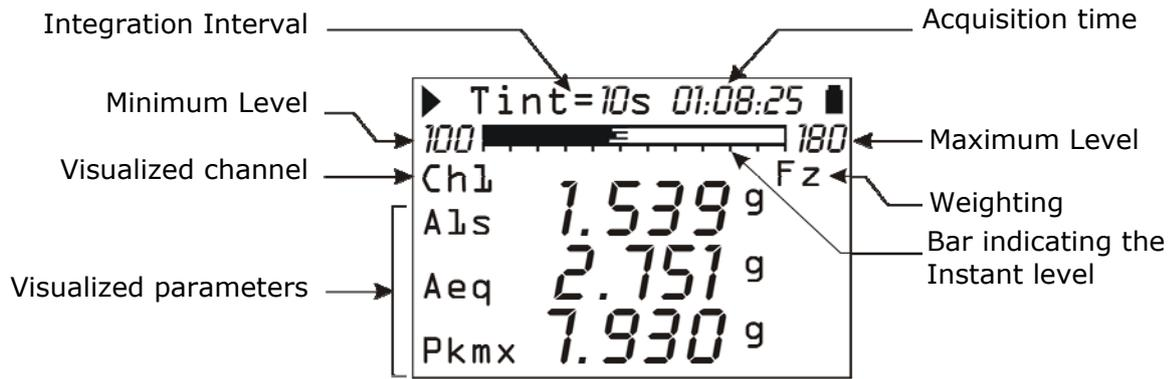 Integration Interval
Acquisition time
Minimum Level
Tint=10s 01:08:25
100 180
Maximum Level
Visualized channel
Ch1 Fz
Weighting
Als 1.539 g
Bar indicating the
Instant level
Visualized parameters
Aeq 2.751 g
Pkmx 7.930 g